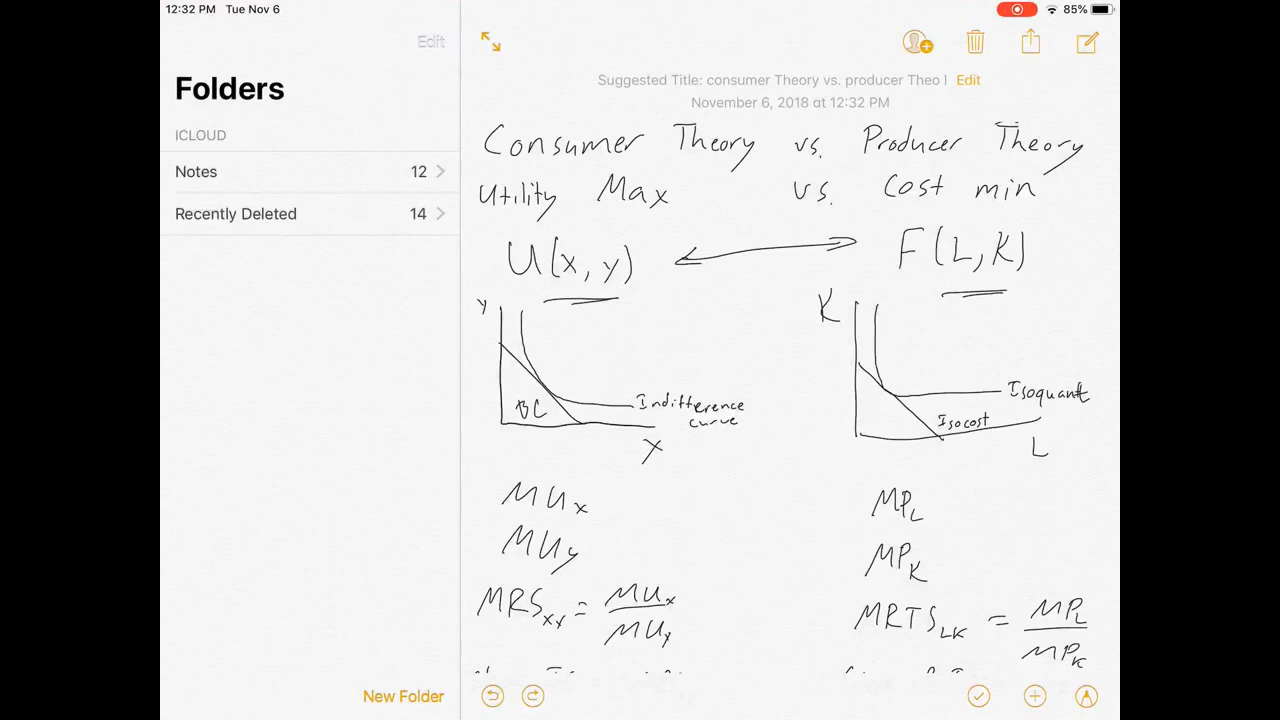 12:32 PM Tue Nov 6
85%
Edit
Folders
ICLOUD
Notes 12
Recently Deleted 14
New Folder
Suggested Title: consumer Theory vs. producer Theo Edit
November 6, 2018 at 12:32 PM
Consumer Theory vs. Producer Theory
Utility Max vs. Cost min
U(x, y) F(L, K)
y K
Indifference curve Isoquant
BC Isocost
X L
MUx MPL
MUy MPK
MRSxy = MUx / MUy MRTSLK = MPL / MPK